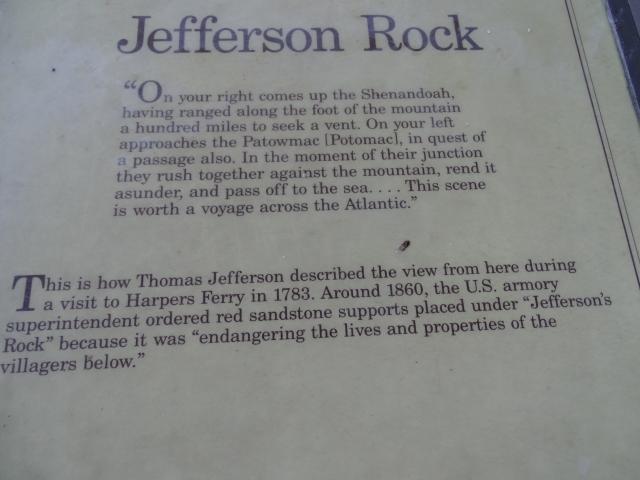 Jefferson Rock
“On your right comes up the Shenandoah,
having ranged along the foot of the mountain
a hundred miles to seek a vent. On your left
approaches the Patowmac [Potomac], in quest of
a passage also. In the moment of their junction
they rush together against the mountain, rend it
asunder, and pass off to the sea. . . . This scene
is worth a voyage across the Atlantic.”
This is how Thomas Jefferson described the view from here during
a visit to Harpers Ferry in 1783. Around 1860, the U.S. armory
superintendent ordered red sandstone supports placed under “Jefferson's
Rock” because it was “endangering the lives and properties of the
villagers below.”